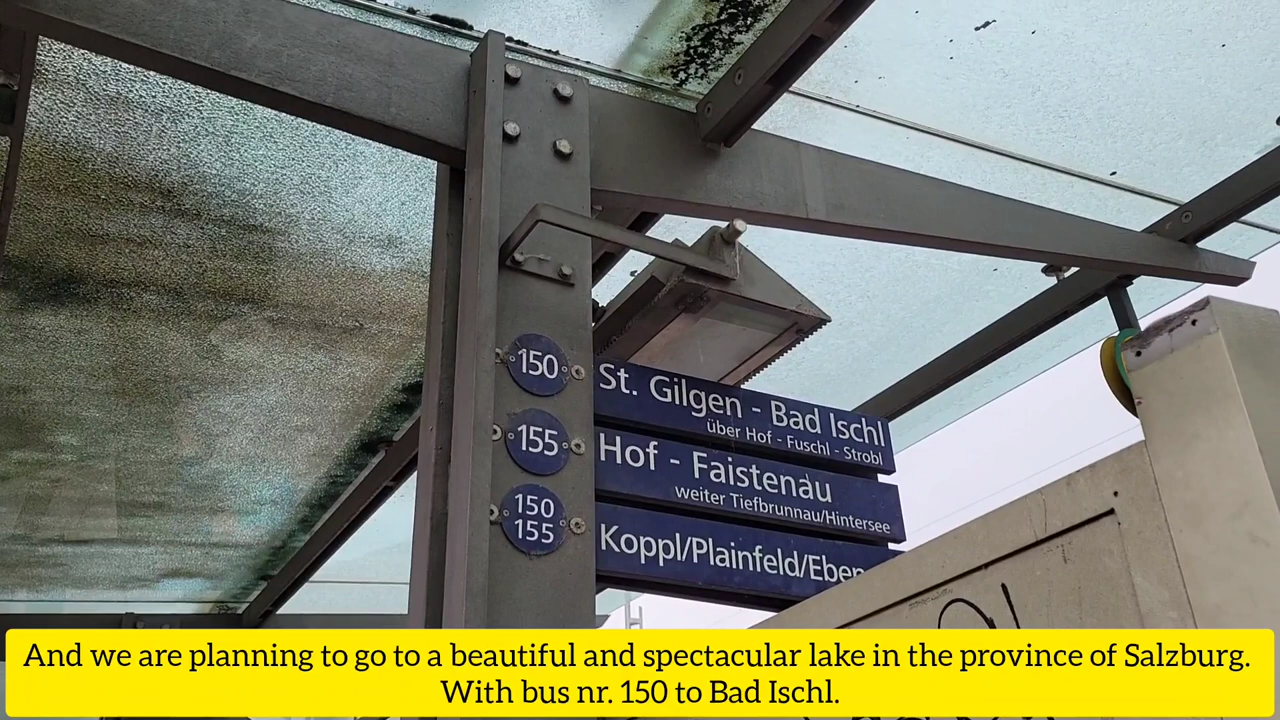 150
St. Gilgen - Bad Ischl
über Hof - Fuschl - Strobl
155
Hof - Faistenau
weiter Tiefbrunnau/Hintersee
150
155
Koppl/Plainfeld/Eben
And we are planning to go to a beautiful and spectacular lake in the province of Salzburg.
With bus nr. 150 to Bad Ischl.